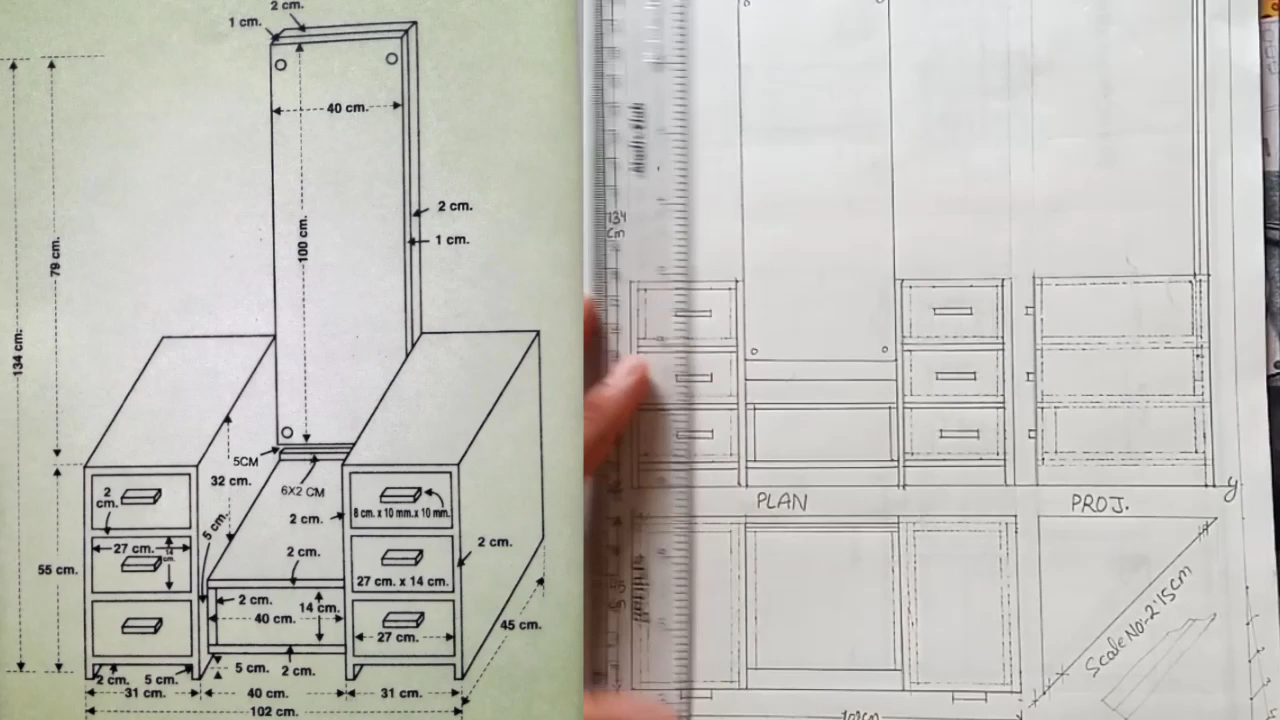 2 cm.
1 cm.
40 cm.
2 cm.
1 cm.
100 cm.
79 cm.
134 cm.
5CM
32 cm.
6X2 CM
2 cm.
2 cm.
8 cm. x 10 mm.x 10 mm.
5 cm.
2 cm.
27 cm.
14 cm.
2 cm.
27 cm. x 14 cm.
55 cm.
2 cm.
14 cm.
40 cm.
27 cm.
45 cm.
2 cm.
5 cm.
5 cm.
2 cm.
31 cm.
40 cm.
31 cm.
102 cm.
134
Cm
PLAN
PROJ.
y
Scale No-2'15cm
102cm